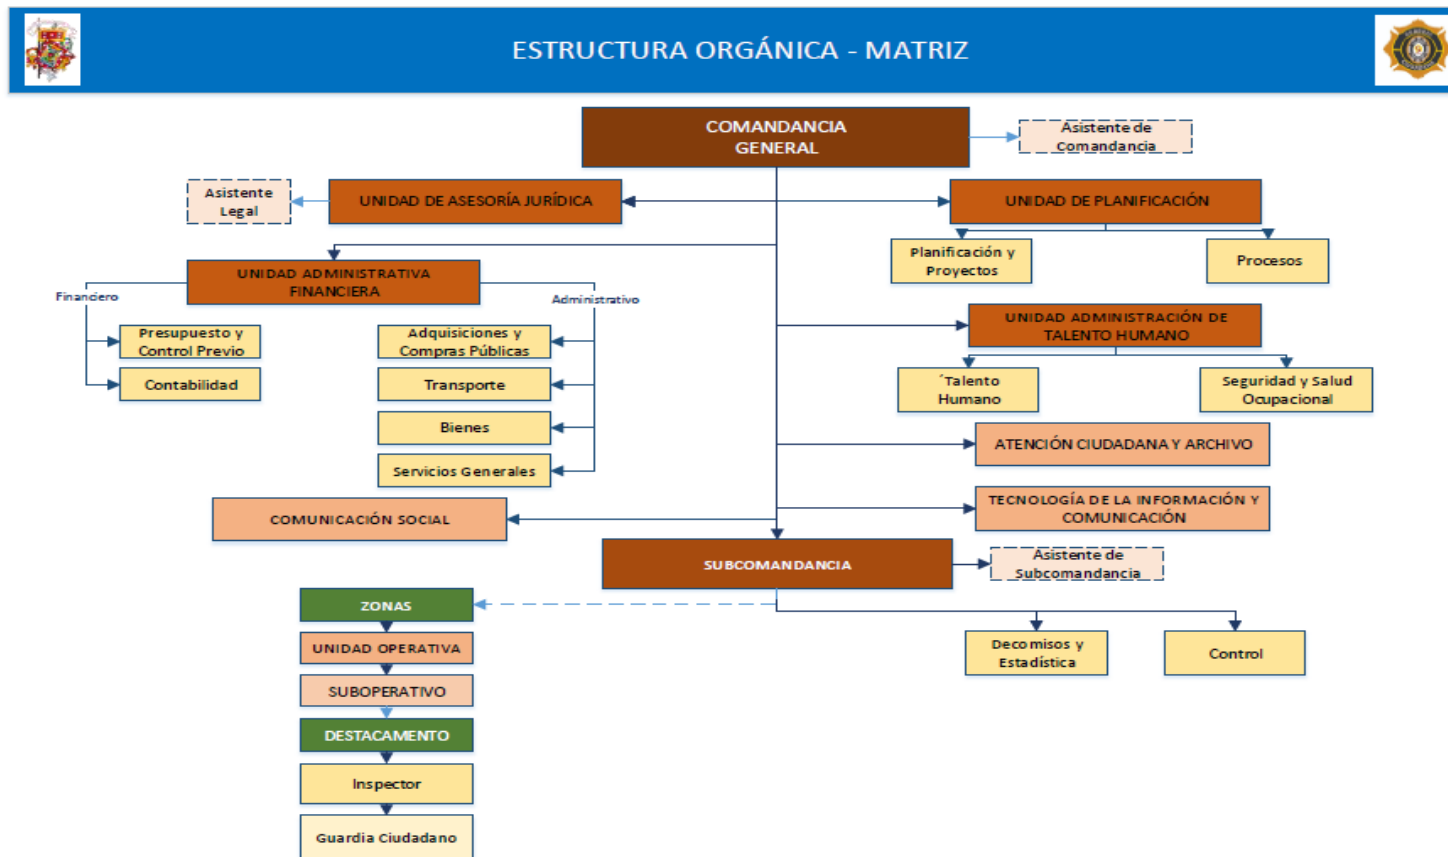 ESTRUCTURA ORGÁNICA - MATRIZ
COMANDANCIA
GENERAL
Asistente de
Comandancia
Asistente
Legal
UNIDAD DE ASESORÍA JURÍDICA
UNIDAD DE PLANIFICACIÓN
Planificación y
Proyectos
Procesos
UNIDAD ADMINISTRATIVA
FINANCIERA
Financiero
Administrativo
Presupuesto y
Control Previo
Contabilidad
Adquisiciones y
Compras Públicas
Transporte
Bienes
Servicios Generales
UNIDAD ADMINISTRACIÓN DE
TALENTO HUMANO
´Talento
Humano
Seguridad y Salud
Ocupacional
ATENCIÓN CIUDADANA Y ARCHIVO
TECNOLOGÍA DE LA INFORMACIÓN Y
COMUNICACIÓN
COMUNICACIÓN SOCIAL
SUBCOMANDANCIA
Asistente de
Subcomandancia
ZONAS
UNIDAD OPERATIVA
SUBOPERATIVO
DESTACAMENTO
Inspector
Guardia Ciudadano
Decomisos y
Estadística
Control